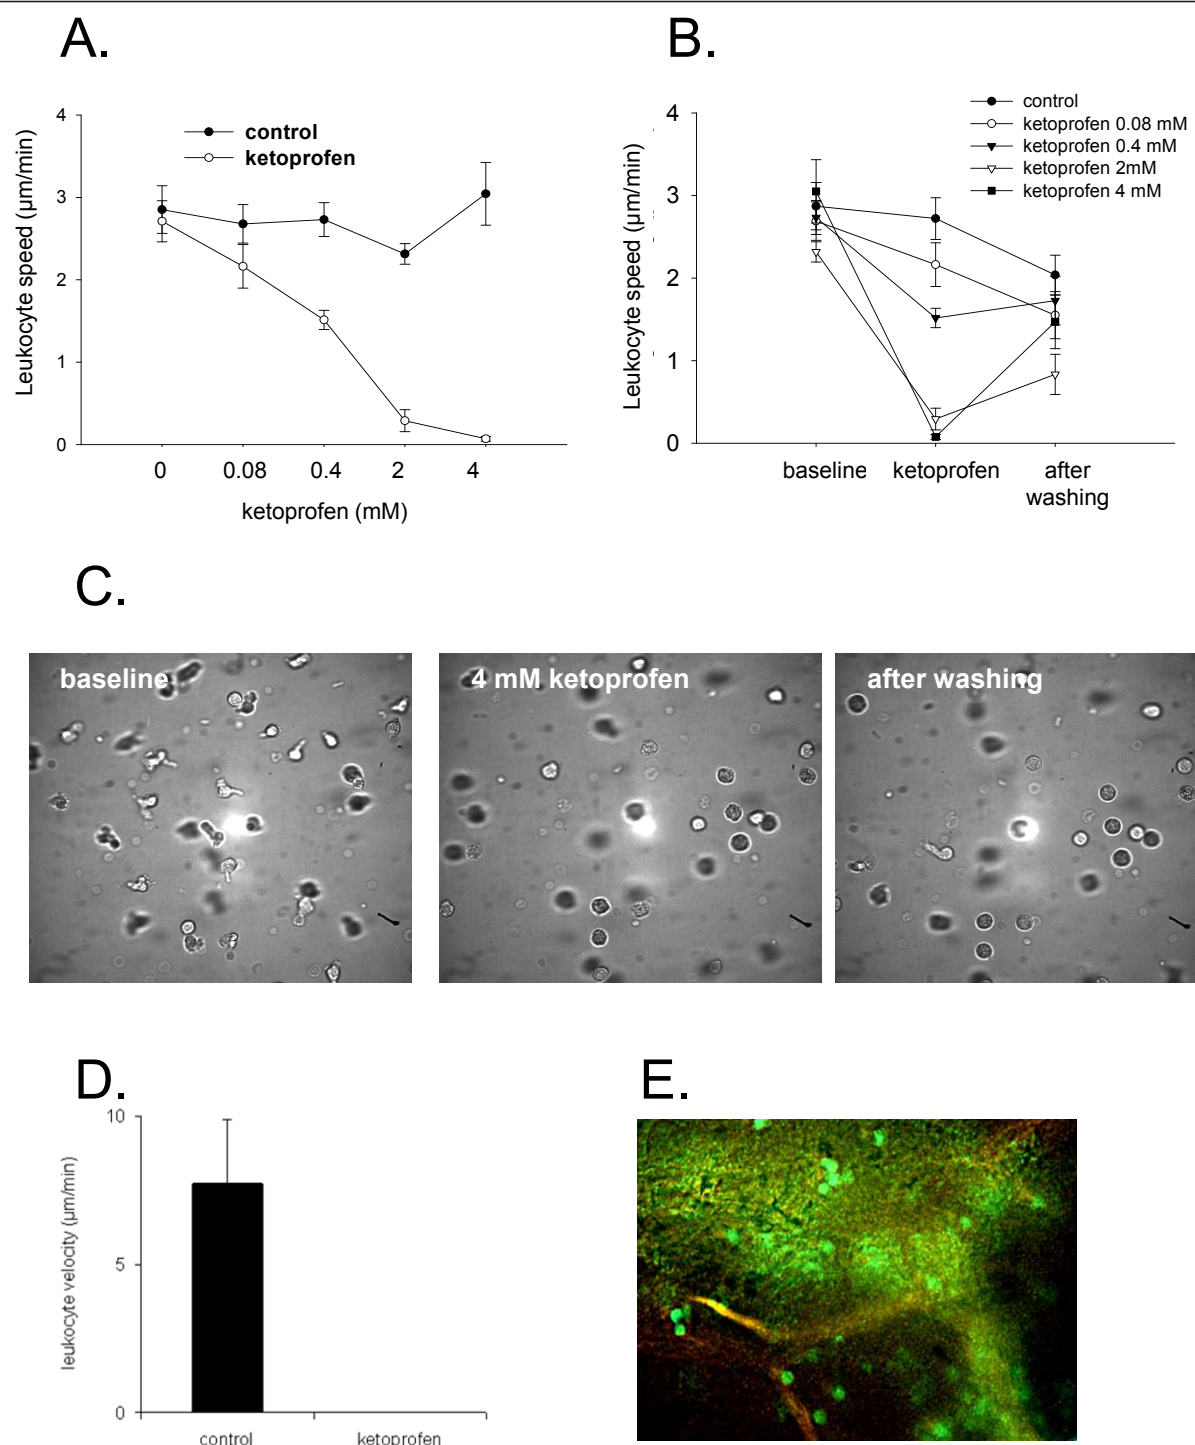 A.
4
3
2
1
0
Leukocyte speed (µm/min)
control
ketoprofen
0 0.08 0.4 2 4
ketoprofen (mM)
B.
4
3
2
1
0
Leukocyte speed (µm/min)
control
ketoprofen 0.08 mM
ketoprofen 0.4 mM
ketoprofen 2mM
ketoprofen 4 mM
baseline ketoprofen after
washing
C.
baseline
4 mM ketoprofen
after washing
D.
10
5
0
leukocyte velocity (µm/min)
control ketoprofen
E.